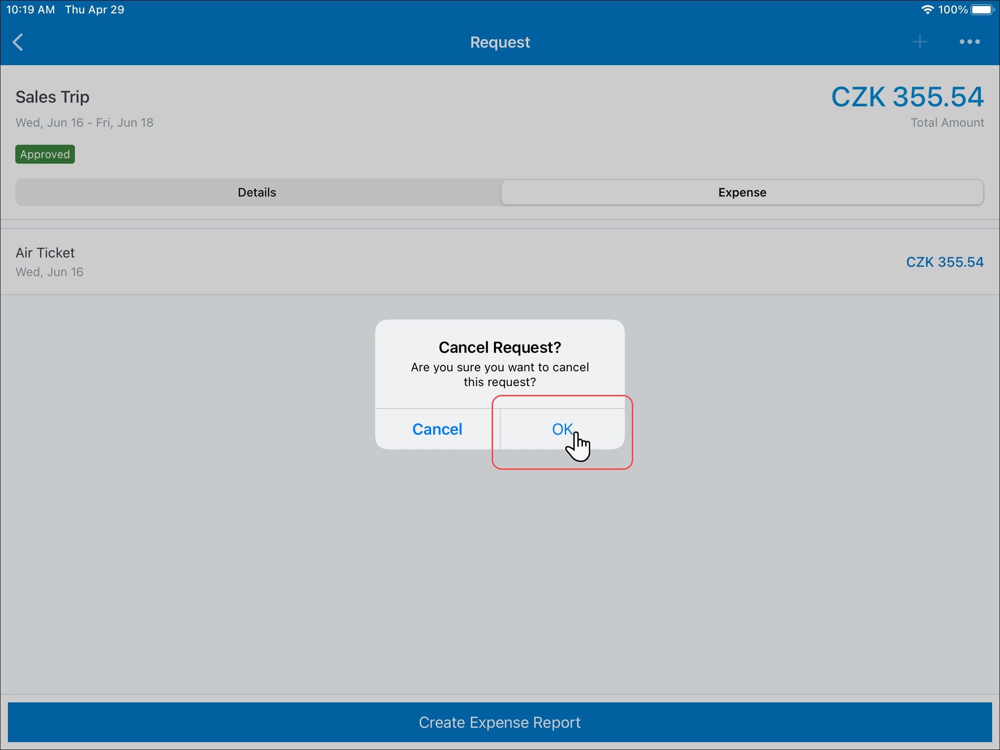 10:19 AM Thu Apr 29 100%
Request
Sales Trip CZK 355.54
Wed, Jun 16 - Fri, Jun 18 Total Amount
Approved
Details Expense
Air Ticket
CZK 355.54
Wed, Jun 16
Cancel Request?
Are you sure you want to cancel
this request?
Cancel OK
Create Expense Report